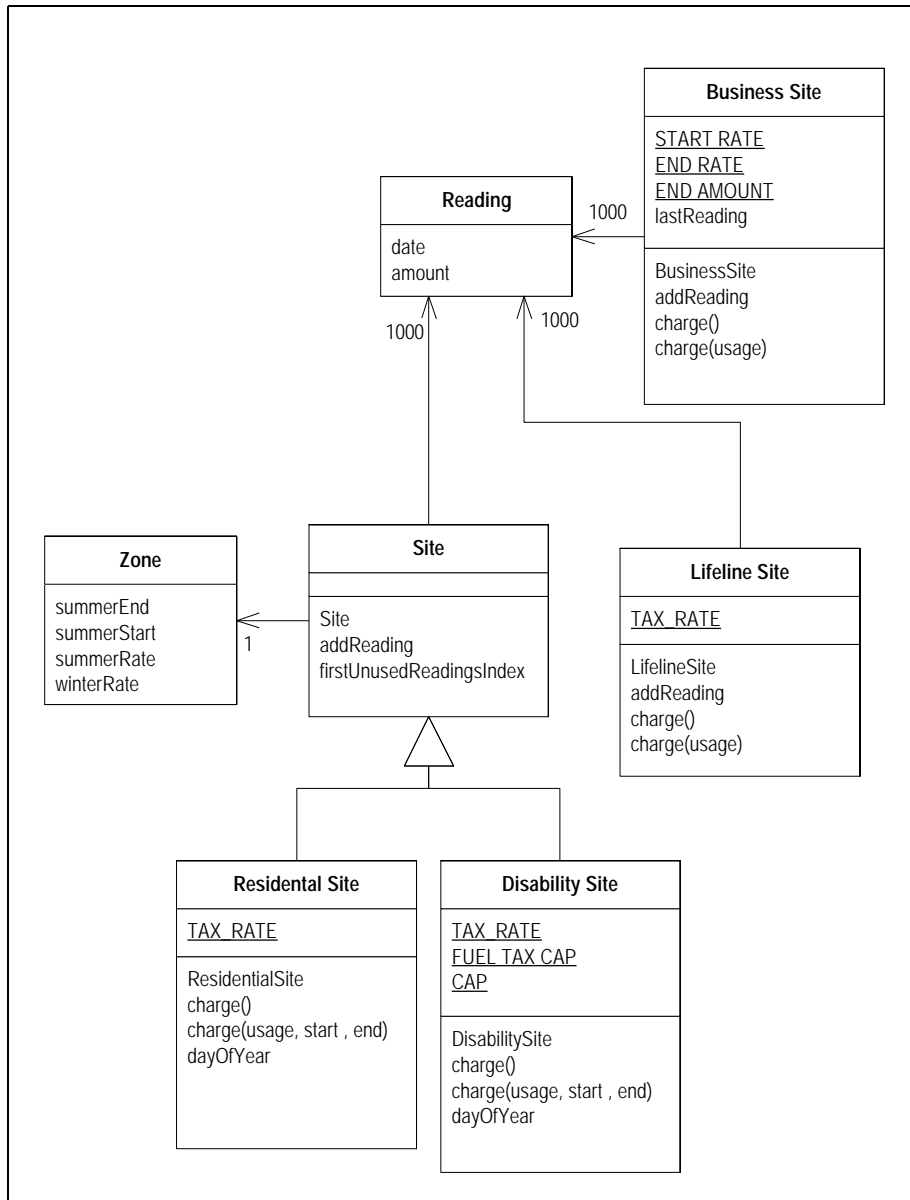 Business Site
START RATE
END RATE
END AMOUNT
lastReading
BusinessSite
addReading
charge()
charge(usage)
Reading
date
amount
1000
1000
1000
Zone
summerEnd
summerStart
summerRate
winterRate
1
Site
Site
addReading
firstUnusedReadingsIndex
Lifeline Site
TAX_RATE
LifelineSite
addReading
charge()
charge(usage)
Residental Site
TAX_RATE
ResidentialSite
charge()
charge(usage, start , end)
dayOfYear
Disability Site
TAX_RATE
FUEL TAX CAP
CAP
DisabilitySite
charge()
charge(usage, start , end)
dayOfYear